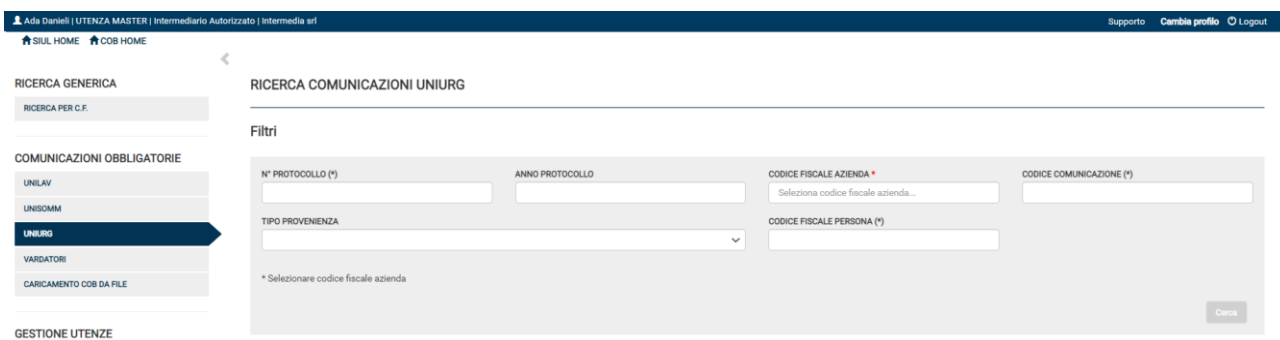 Ada Danieli | UTENZA MASTER | Intermediario Autorizzato | Intermedia srl
Supporto Cambia profilo Logout
SIUL HOME COB HOME
RICERCA GENERICA
RICERCA PER C.F.
COMUNICAZIONI OBBLIGATORIE
UNILAV
UNISOMM
UNIURG
VARDATORI
CARICAMENTO COB DA FILE
GESTIONE UTENZE
RICERCA COMUNICAZIONI UNIURG
Filtri
N° PROTOCOLLO (*) ANNO PROTOCOLLO CODICE FISCALE AZIENDA * CODICE COMUNICAZIONE (*)
Seleziona codice fiscale azienda...
TIPO PROVENIENZA CODICE FISCALE PERSONA (*)
* Selezionare codice fiscale azienda
Cerca